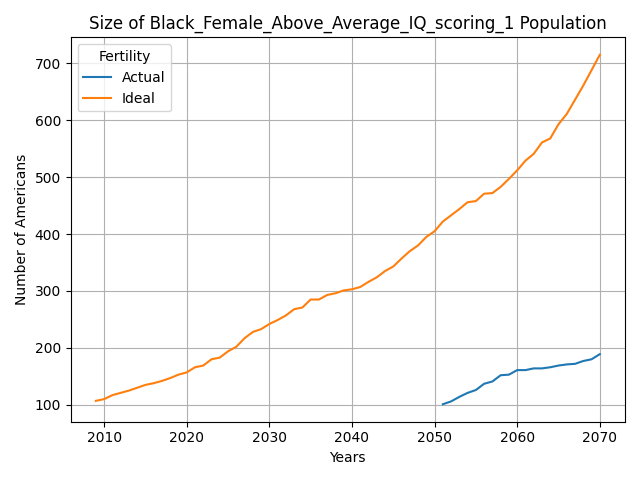 Size of Black_Female_Above_Average_IQ_scoring_1 Population
Fertility
Actual
Ideal
Number of Americans
700
600
500
400
300
200
100
2010 2020 2030 2040 2050 2060 2070
Years